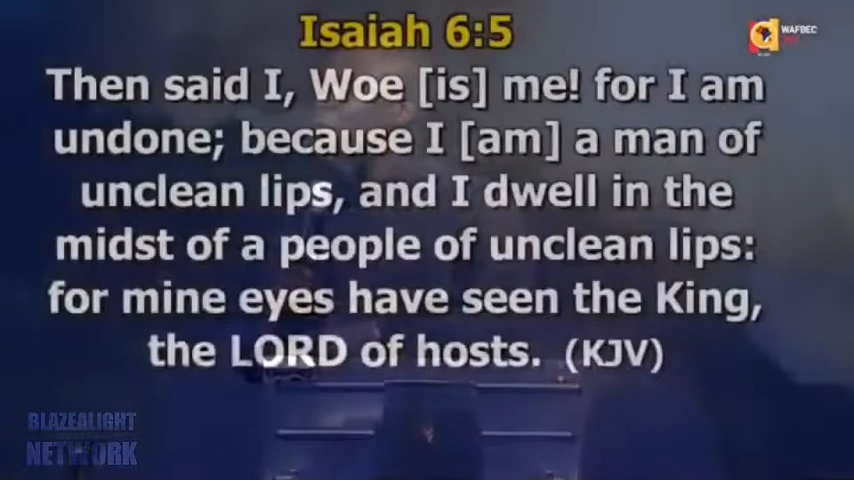 Isaiah 6:5
WAFBEC
Then said I, Woe [is] me! for I am
undone; because I [am] a man of
unclean lips, and I dwell in the
midst of a people of unclean lips:
for mine eyes have seen the King,
the LORD of hosts. (KJV)
BLAZEALIGHT
NETWORK